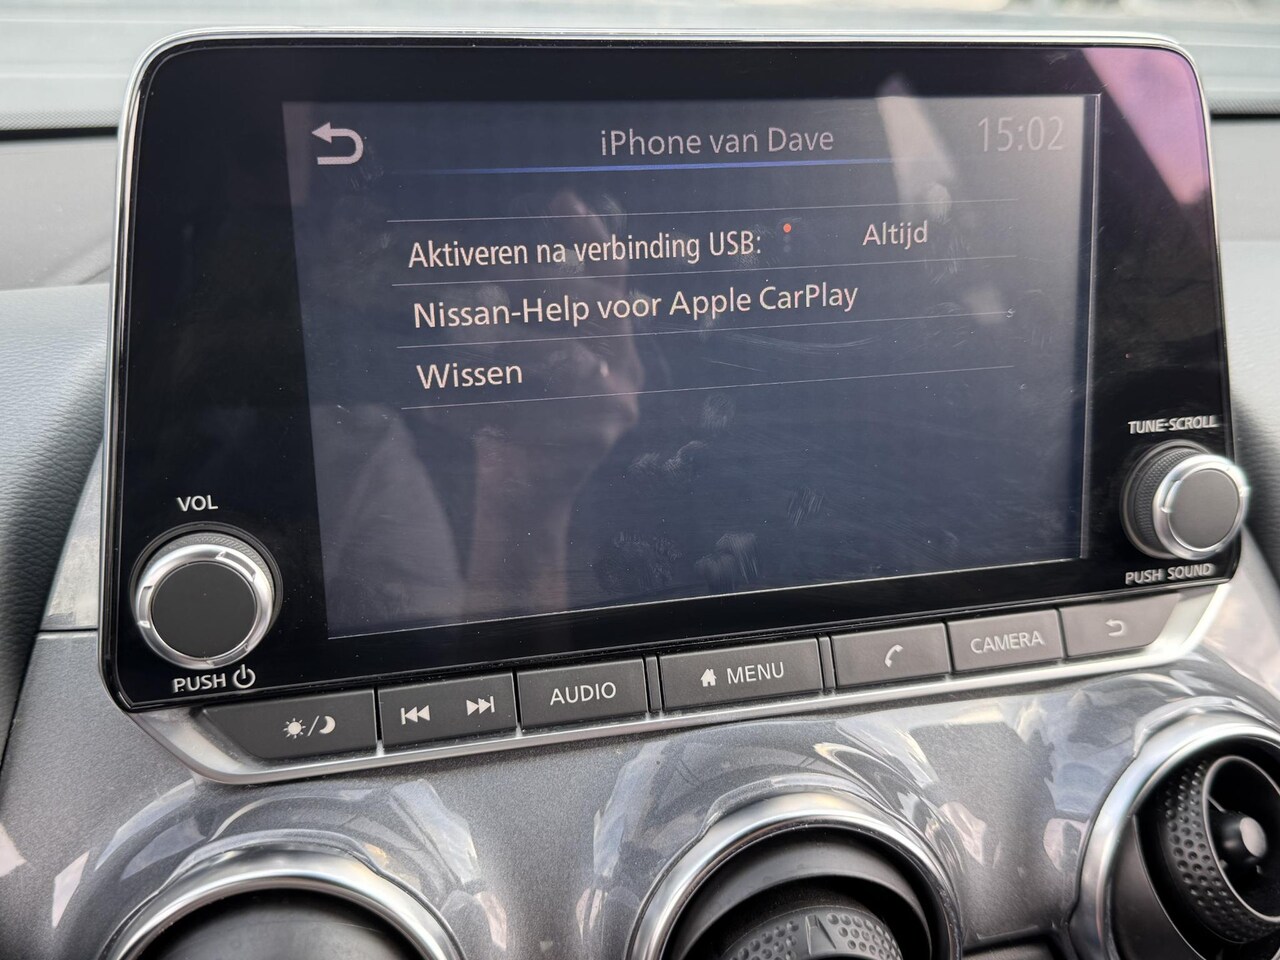 iPhone van Dave
15:02
Aktiveren na verbinding USB: Altijd
Nissan-Help voor Apple CarPlay
Wissen
VOL
PUSH
TUNE-SCROLL
PUSH SOUND
AUDIO
MENU
CAMERA